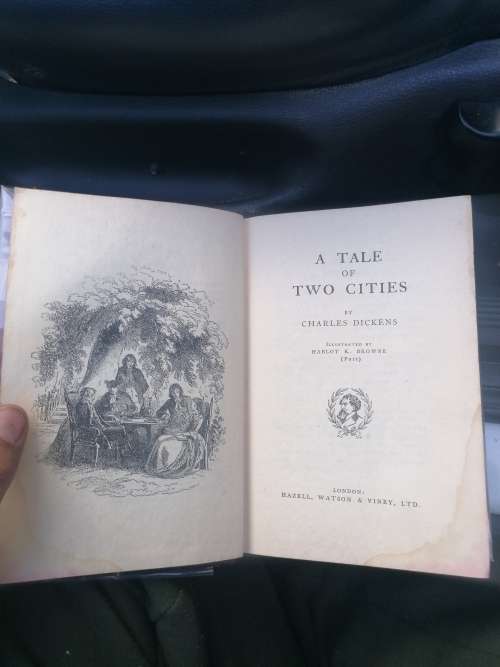 A TALE
OF
TWO CITIES
BY
CHARLES DICKENS
ILLUSTRATED BY
HABLOT K. BROWNE
(PHIZ)
LONDON:
HAZELL, WATSON & VINEY, LTD.